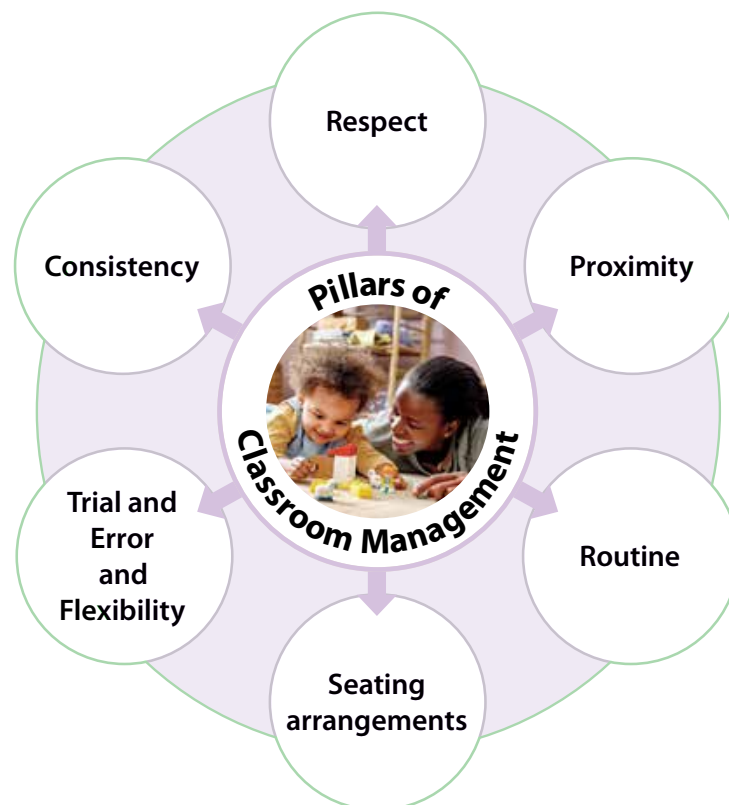 Pillars of
Classroom Management
Respect
Proximity
Routine
Seating
arrangements
Trial and
Error
and
Flexibility
Consistency